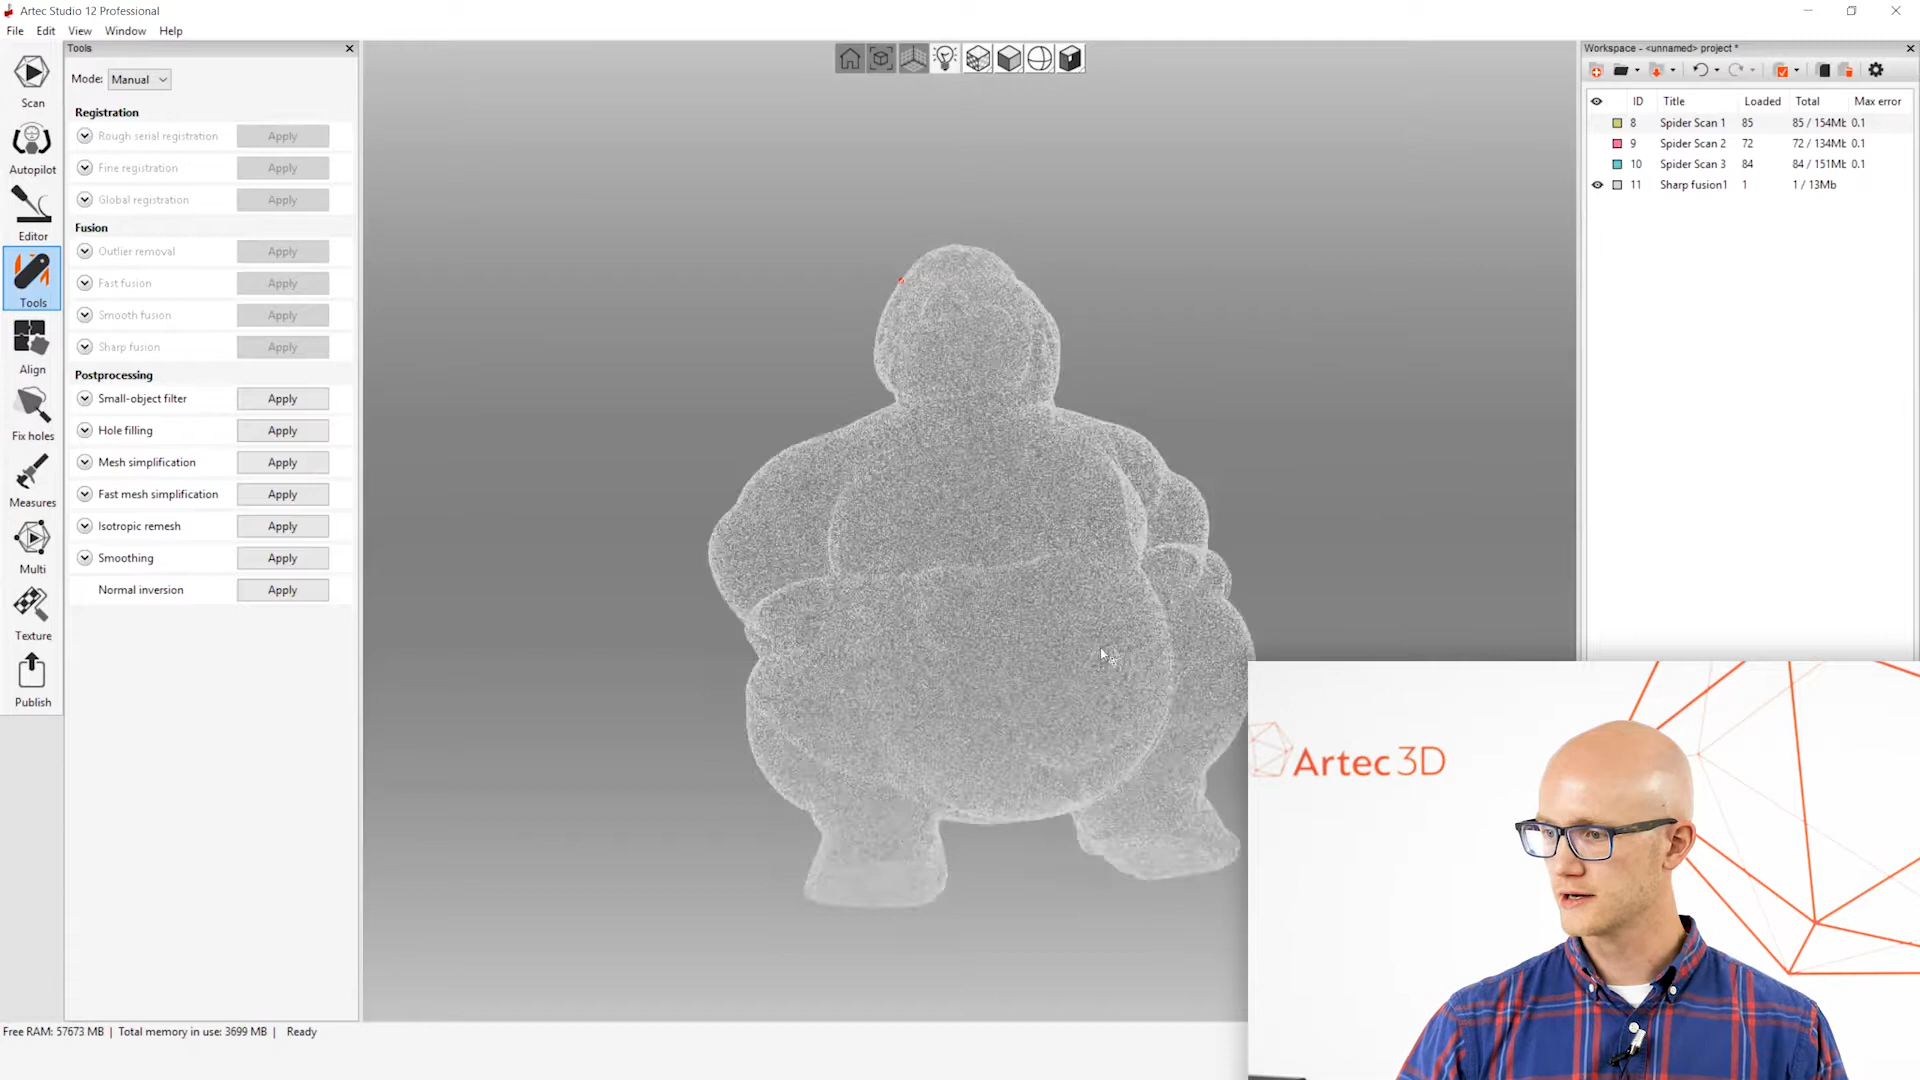 Artec Studio 12 Professional
File Edit View Window Help
Tools
Mode: Manual
Registration
Rough serial registration Apply
Fine registration Apply
Global registration Apply
Fusion
Outlier removal Apply
Fast fusion Apply
Smooth fusion Apply
Sharp fusion Apply
Postprocessing
Small-object filter Apply
Hole filling Apply
Mesh simplification Apply
Fast mesh simplification Apply
Isotropic remesh Apply
Smoothing Apply
Normal inversion Apply
Scan
Autopilot
Editor
Tools
Align
Fix holes
Measures
Multi
Texture
Publish
Workspace - <unnamed> project *
ID Title Loaded Total Max error
8 Spider Scan 1 85 85 / 154Mb 0.1
9 Spider Scan 2 72 72 / 134Mb 0.1
10 Spider Scan 3 84 84 / 151Mb 0.1
11 Sharp fusion1 1 1 / 13Mb
Artec 3D
Free RAM: 57673 MB | Total memory in use: 3699 MB | Ready